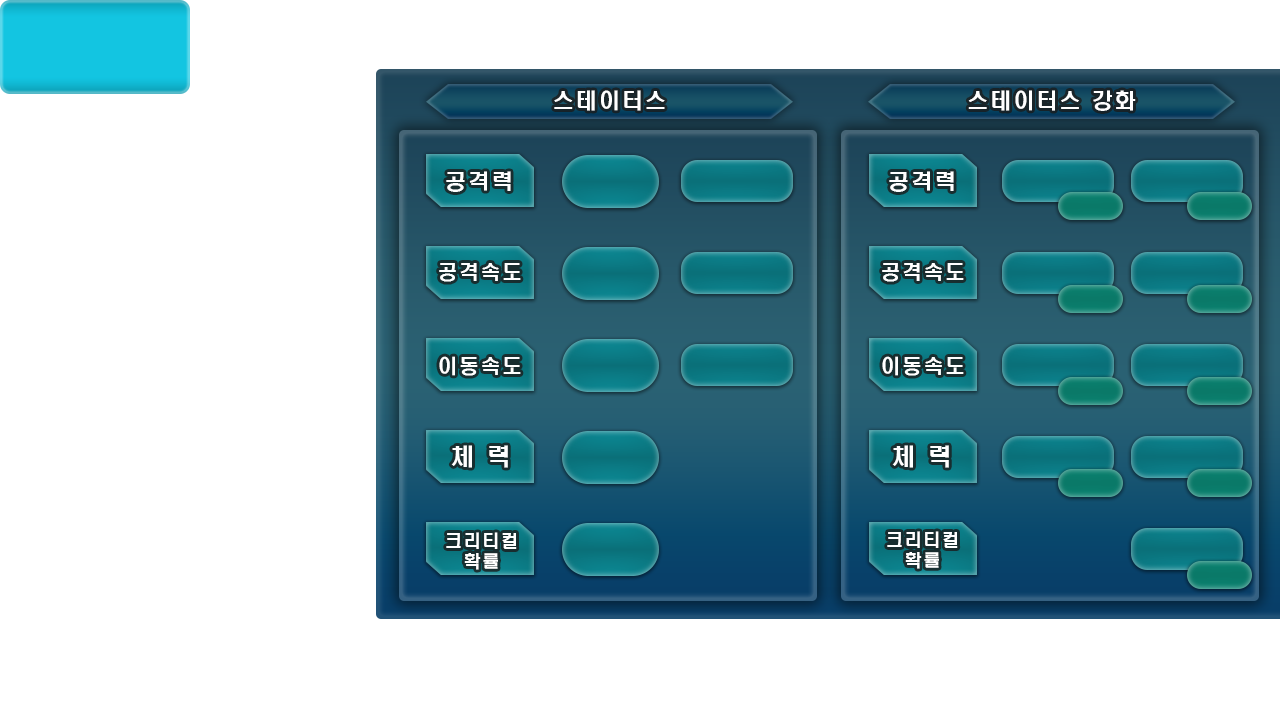 스테이터스
스테이터스 강화
공격력
공격력
공격속도
공격속도
이동속도
이동속도
체 력
체 력
크리티컬
확률
크리티컬
확률